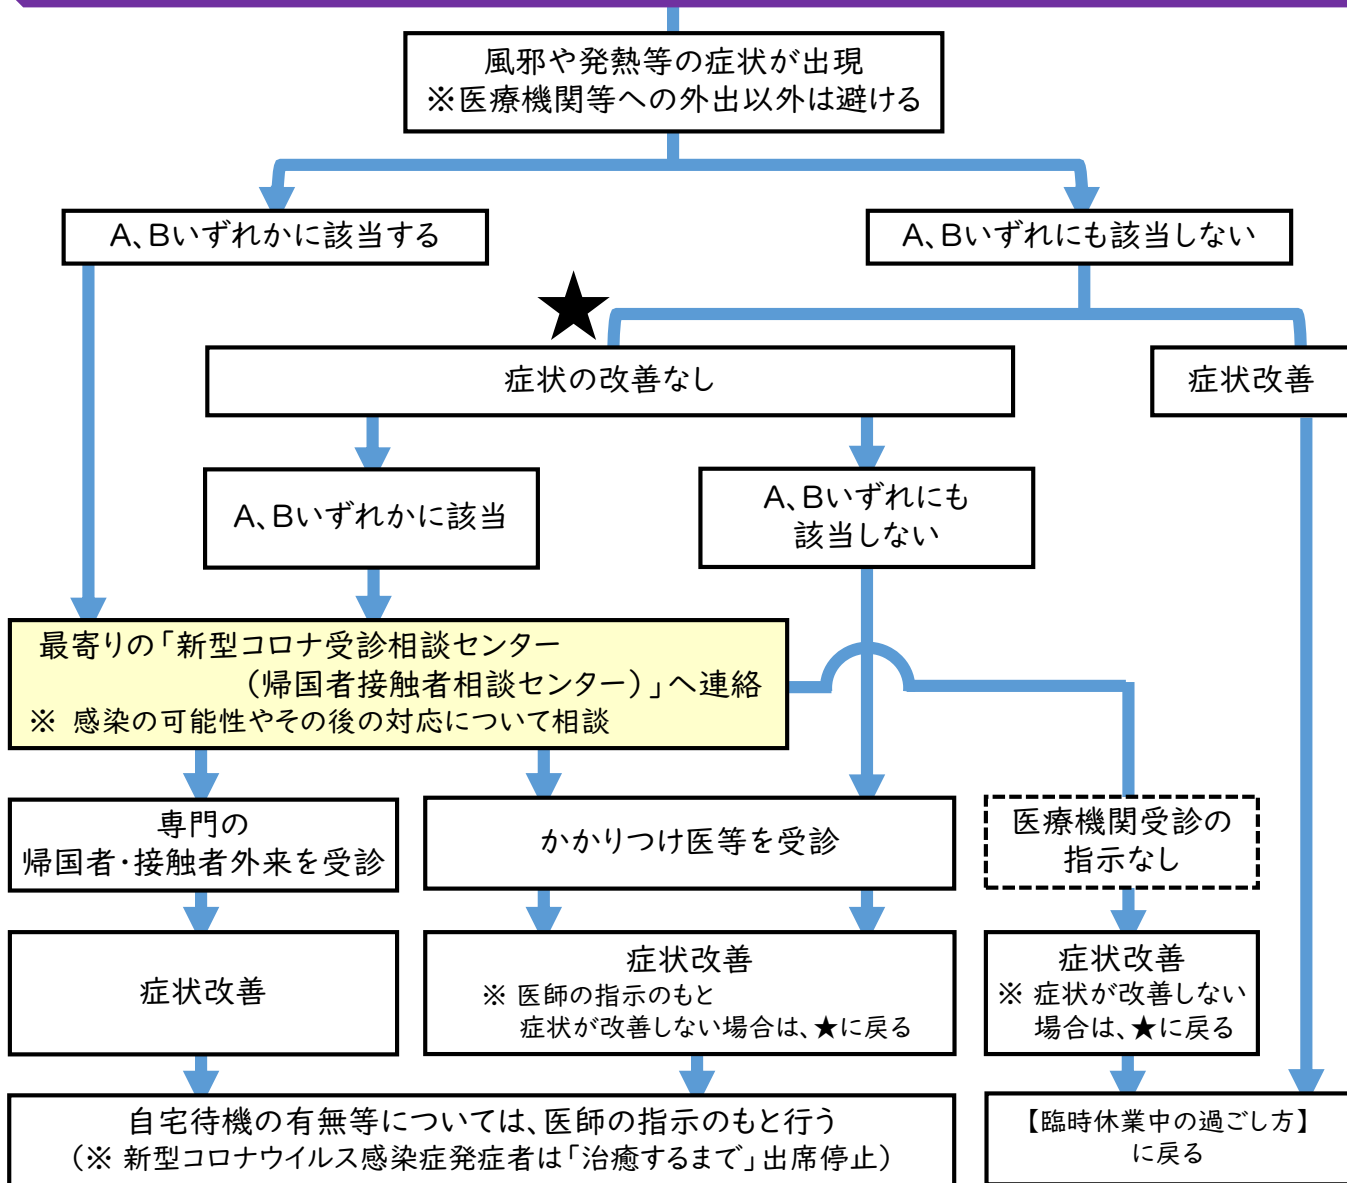 風邪や発熱等の症状が出現
※医療機関等への外出以外は避ける
A、Bいずれかに該当する
A、Bいずれにも該当しない
★
症状の改善なし
症状改善
A、Bいずれかに該当
A、Bいずれにも
該当しない
最寄りの「新型コロナ受診相談センター
（帰国者接触者相談センター）」へ連絡
※ 感染の可能性やその後の対応について相談
専門の
帰国者・接触者外来を受診
かかりつけ医等を受診
医療機関受診の
指示なし
症状改善
症状改善
※ 医師の指示のもと
症状が改善しない場合は、★に戻る
症状改善
※ 症状が改善しない
場合は、★に戻る
自宅待機の有無等については、医師の指示のもと行う
（※ 新型コロナウイルス感染症発症者は「治癒するまで」出席停止）
【臨時休業中の過ごし方】
に戻る